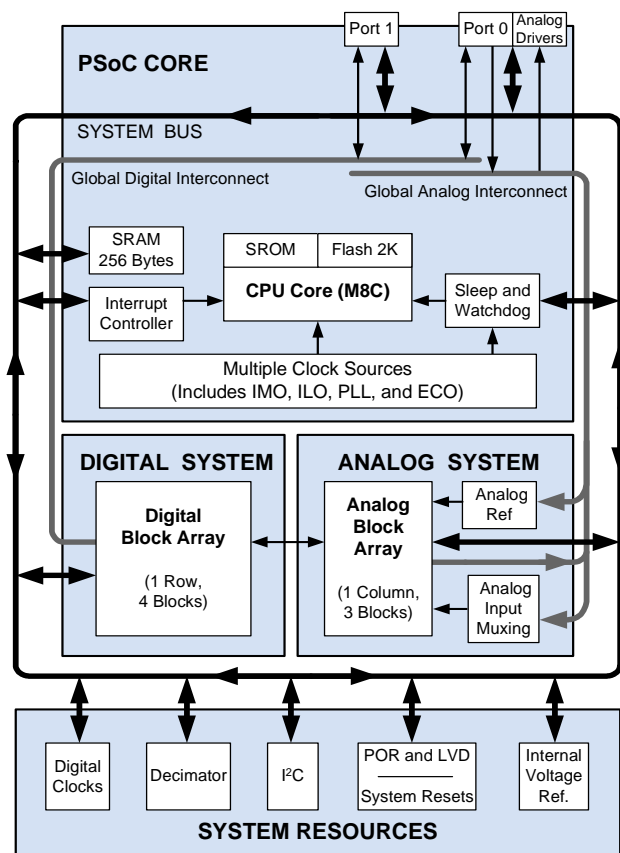 Port 1
Port 0
Analog
Drivers
PSoC CORE
SYSTEM BUS
Global Digital Interconnect
Global Analog Interconnect
SRAM
256 Bytes
SROM
Flash 2K
CPU Core (M8C)
Interrupt
Controller
Sleep and
Watchdog
Multiple Clock Sources
(Includes IMO, ILO, PLL, and ECO)
DIGITAL SYSTEM
Digital
Block Array
(1 Row,
4 Blocks)
ANALOG SYSTEM
Analog
Block
Array
(1 Column,
3 Blocks)
Analog
Ref
Analog
Input
Muxing
Digital
Clocks
Decimator
I²C
POR and LVD
System Resets
Internal
Voltage
Ref.
SYSTEM RESOURCES